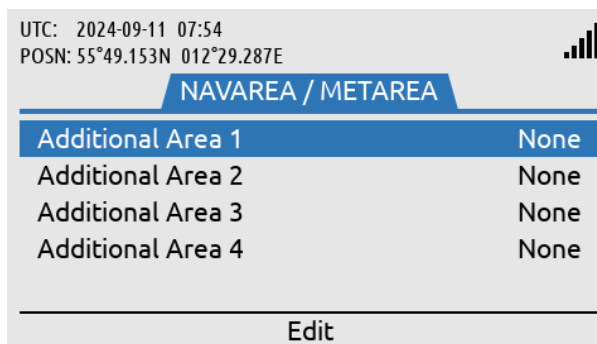 UTC: 2024-09-11 07:54
POSN: 55°49.153N 012°29.287E
NAVAREA / METAREA
Additional Area 1 None
Additional Area 2 None
Additional Area 3 None
Additional Area 4 None
Edit